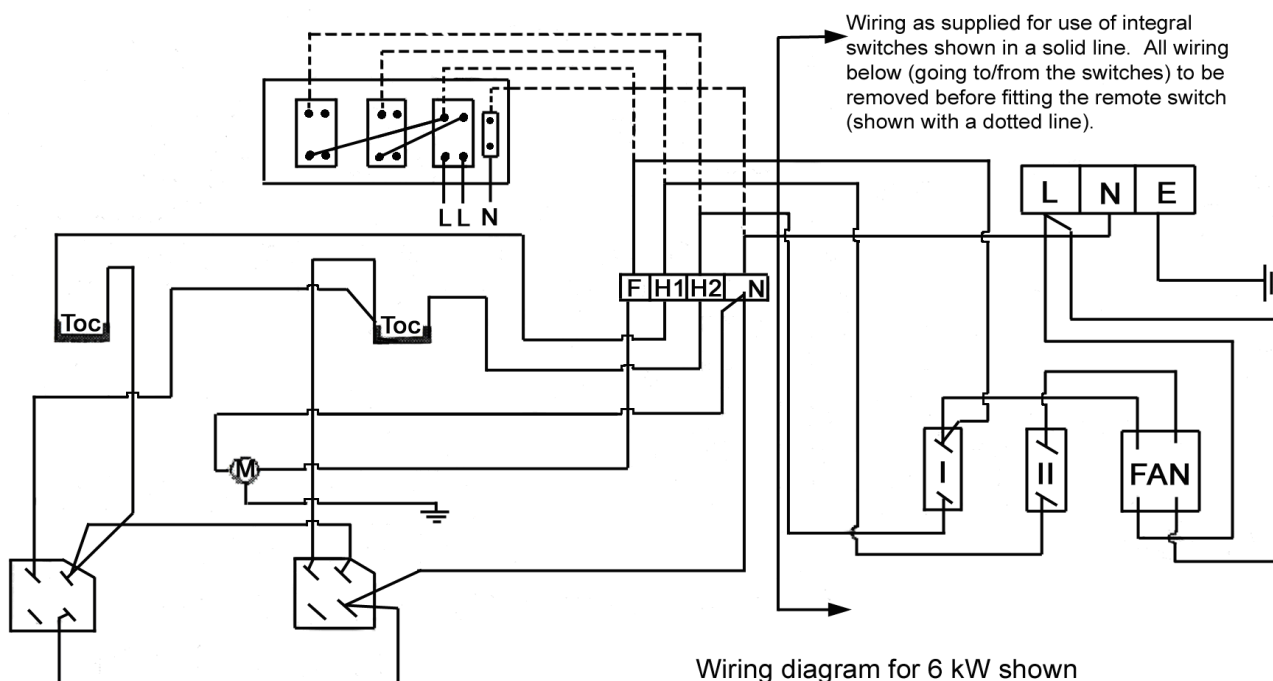 Wiring as supplied for use of integral
switches shown in a solid line. All wiring
below (going to/from the switches) to be
removed before fitting the remote switch
(shown with a dotted line).
L N E
L L N
F H1 H2 N
Toc
Toc
I II FAN
M
Wiring diagram for 6 kW shown